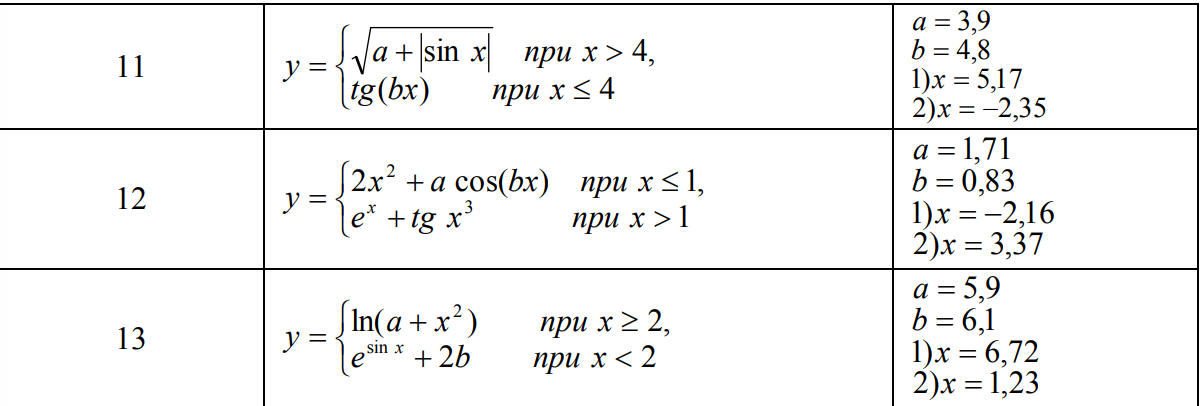 11
y = {√(a + |sin x|) при x > 4,
tg(bx) при x ≤ 4
a = 3,9
b = 4,8
1)x = 5,17
2)x = –2,35
12
y = {2x² + a cos(bx) при x ≤ 1,
eˣ + tg x³ при x > 1
a = 1,71
b = 0,83
1)x = –2,16
2)x = 3,37
13
y = {ln(a + x²) при x ≥ 2,
e^(sin x) + 2b при x < 2
a = 5,9
b = 6,1
1)x = 6,72
2)x = 1,23